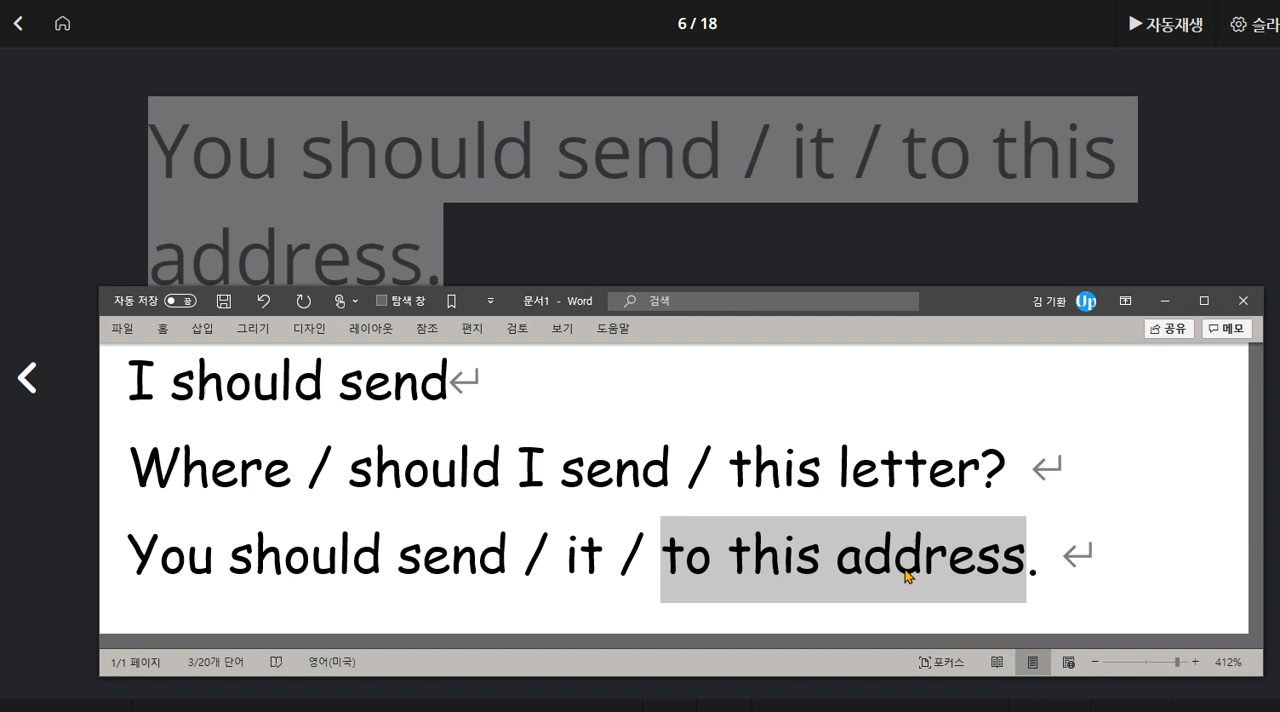 6 / 18
▶ 자동재생
You should send / it / to this
address.
자동 저장 끔
탐색 창
문서1 - Word
검색
김 기환
Up
파일 홈 삽입 그리기 디자인 레이아웃 참조 편지 검토 보기 도움말
공유 메모
I should send↵
Where / should I send / this letter? ↵
You should send / it / to this address. ↵
1/1 페이지 3/20개 단어 영어(미국) 포커스 − + 412%